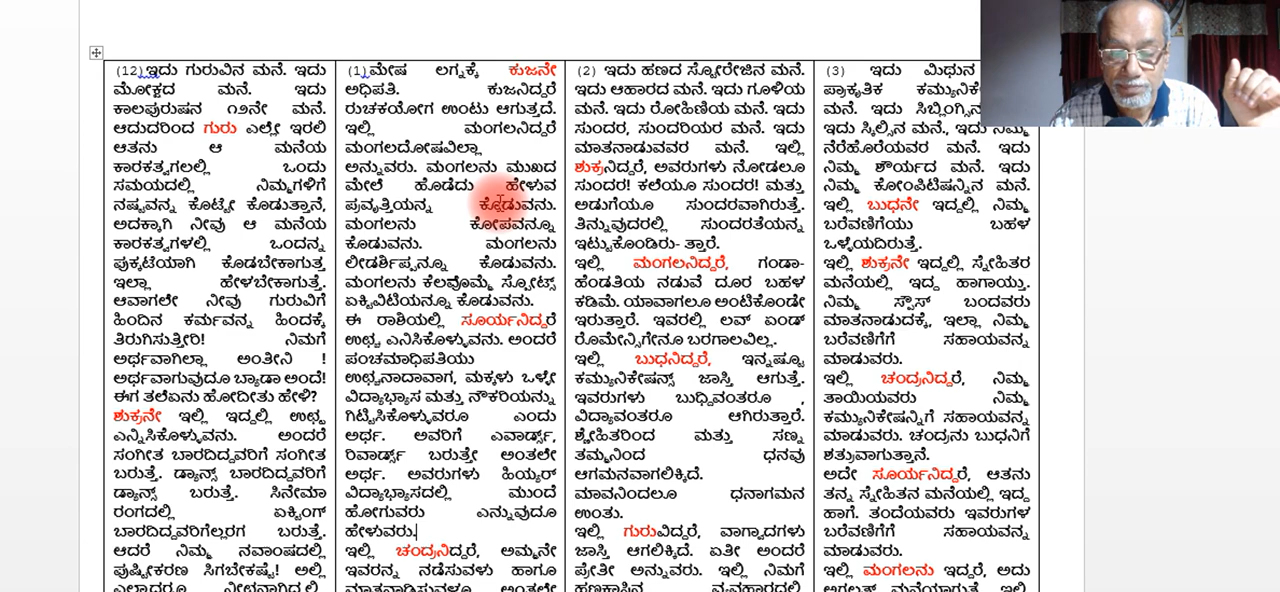 (12) ಇದು ಗುರುವಿನ ಮನೆ. ಇದು
ಮೋಕ್ಷದ ಮನೆ. ಇದು
ಕಾಲಪುರುಷನ ೧೨ನೇ ಮನೆ.
ಆದುದರಿಂದ ಗುರು ಎಲ್ಲೇ ಇರಲಿ
ಆತನು ಆ ಮನೆಯ
ಕಾರಕತ್ವಗಲಲ್ಲಿ ಒಂದು
ಸಮಯದಲ್ಲಿ ನಿಮ್ಮಗಳಿಗೆ
ನಷ್ಟವನ್ನ ಕೊಟ್ಟೇ ಕೊಡುತ್ತಾನೆ,
ಅದಕ್ಕಾಗಿ ನೀವು ಆ ಮನೆಯ
ಕಾರಕತ್ವಗಳಲ್ಲಿ ಒಂದನ್ನ
ಪುಕ್ಕಟೆಯಾಗಿ ಕೊಡಬೇಕಾಗುತ್ತ
ಇಲ್ಲಾ ಹೇಳಬೇಕಾಗುತ್ತೆ.
ಆವಾಗಲೇ ನೀವು ಗುರುವಿಗೆ
ಹಿಂದಿನ ಕರ್ಮವನ್ನ ಹಿಂದಕ್ಕೆ
ತಿರುಗಿಸುತ್ತೀರಿ! ನಿಮಗೆ
ಅರ್ಥವಾಗಿಲ್ಲಾ ಅಂತೀನಿ !
ಅರ್ಥವಾಗುವುದೂ ಬ್ಯಾಡಾ ಅಂದೆ!
ಈಗ ತಲೆಏನು ಹೋದೀತು ಹೇಳಿ?
ಶುಕ್ರನೇ ಇಲ್ಲಿ ಇದ್ದಲ್ಲಿ ಉಛ್ಛ
ಎನ್ನಿಸಿಕೊಳ್ಳುವನು. ಅಂದರೆ
ಸಂಗೀತ ಬಾರದಿದ್ದವರಿಗೆ ಸಂಗೀತ
ಬರುತ್ತೆ. ಡ್ಯಾನ್ಸ್ ಬಾರದಿದ್ದವರಿಗೆ
ಡ್ಯಾನ್ಸ್ ಬರುತ್ತೆ. ಸಿನೇಮಾ
ರಂಗದಲ್ಲಿ ಏಕ್ಟಿಂಗ್
ಬಾರದಿದ್ದವರಿಗೆಲ್ಲರಗ ಬರುತ್ತೆ.
ಆದರೆ ನಿಮ್ಮ ನವಾಂಷದಲ್ಲಿ
ಪುಷ್ಟೀಕರಣ ಸಿಗಬೇಕಷ್ಟೆ! ಅಲ್ಲಿ
(1) ಮೇಷ ಲಗ್ನಕ್ಕೆ ಕುಜನೇ
ಅಧಿಪತಿ. ಕುಜನಿದ್ದರೆ
ರುಚಕಯೋಗ ಉಂಟು ಆಗುತ್ತದೆ.
ಇಲ್ಲಿ ಮಂಗಲನಿದ್ದರೆ
ಮಂಗಲದೋಷವಿಲ್ಲಾ
ಅನ್ನುವರು. ಮಂಗಲನು ಮುಖದ
ಮೇಲೆ ಹೊಡೆದು ಹೇಳುವ
ಪ್ರವೃತ್ತಿಯನ್ನ ಕೊಡುವನು.
ಮಂಗಲನು ಕೋಪವನ್ನೂ
ಕೊಡುವನು. ಮಂಗಲನು
ಲೀಡರ್ಶಿಪ್ಪನ್ನೂ ಕೊಡುವನು.
ಮಂಗಲನು ಕೆಲವೊಮ್ಮೆ ಸ್ಪೋಟ್ಸ್
ಏಕ್ಟಿವಿಟಿಯನ್ನೂ ಕೊಡುವನು.
ಈ ರಾಶಿಯಲ್ಲಿ ಸೂರ್ಯನಿದ್ದರೆ
ಉಛ್ಛ ಎನಿಸಿಕೊಳ್ಳುವನು. ಅಂದರೆ
ಪಂಚಮಾಧಿಪತಿಯು
ಉಛ್ಛನಾದಾವಾಗ, ಮಕ್ಕಳು ಒಳ್ಳೇ
ವಿದ್ಯಾಭ್ಯಾಸ ಮತ್ತು ನೌಕರಿಯನ್ನು
ಗಿಟ್ಟಿಸಿಕೊಳ್ಳುವರೂ ಎಂದು
ಅರ್ಥ. ಅವರಿಗೆ ಎವಾರ್ಡ್ಸ್,
ರಿವಾರ್ಡ್ಸ್ ಬರುತ್ತೇ ಅಂತಲೇ
ಅರ್ಥ. ಅವರುಗಳು ಹಿಯ್ಯರ್
ವಿದ್ಯಾಭ್ಯಾಸದಲ್ಲಿ ಮುಂದೆ
ಹೋಗುವರು ಎನ್ನುವುದೂ
ಹೇಳುವರು.
ಇಲ್ಲಿ ಚಂದ್ರನಿದ್ದರೆ, ಅಮ್ಮನೇ
ಇವರನ್ನ ನಡೆಸುವಳು ಹಾಗೂ
(2) ಇದು ಹಣದ ಸ್ಟೋರೇಜಿನ ಮನೆ.
ಇದು ಆಹಾರದ ಮನೆ. ಇದು ಗೂಳಿಯ
ಮನೆ. ಇದು ರೋಹಿಣಿಯ ಮನೆ. ಇದು
ಸುಂದರ, ಸುಂದರಿಯರ ಮನೆ. ಇದು
ಮಾತನಾಡುವವರ ಮನೆ. ಇಲ್ಲಿ
ಶುಕ್ರನಿದ್ದರೆ, ಅವರುಗಳು ನೋಡಲೂ
ಸುಂದರ! ಕಲೆಯೂ ಸುಂದರ! ಮತ್ತು
ಅಡುಗೆಯೂ ಸುಂದರವಾಗಿರುತ್ತೆ.
ತಿನ್ನುವುದರಲ್ಲಿ ಸುಂದರತೆಯನ್ನ
ಇಟ್ಟುಕೊಂಡಿರು- ತ್ತಾರೆ.
ಇಲ್ಲಿ ಮಂಗಲನಿದ್ದರೆ, ಗಂಡಾ-
ಹೆಂಡತಿಯ ನಡುವೆ ದೂರ ಬಹಳ
ಕಡಿಮೆ. ಯಾವಾಗಲೂ ಅಂಟಿಕೊಂಡೇ
ಇರುತ್ತಾರೆ. ಇವರಲ್ಲಿ ಲವ್ ಏಂಡ್
ರೊಮೇನ್ಸಿಗೇನೂ ಬರಗಾಲವಿಲ್ಲ.
ಇಲ್ಲಿ ಬುಧನಿದ್ದರೆ, ಇನ್ನಷ್ಟೂ
ಕಮ್ಯುನಿಕೇಷನ್ಸ್ ಜಾಸ್ತಿ ಆಗುತ್ತೆ.
ಇವರುಗಳು ಬುಧ್ಧಿವಂತರೂ ,
ವಿದ್ಯಾವಂತರೂ ಆಗಿರುತ್ತಾರೆ.
ಶ್ನೇಹಿತರಿಂದ ಮತ್ತು ಸಣ್ಣ
ತಮ್ಮನಿಂದ ಧನವು
ಆಗಮನವಾಗಲಿಕ್ಕಿದೆ.
ಮಾವನಿಂದಲೂ ಧನಾಗಮನ
ಉಂತು.
ಇಲ್ಲಿ ಗುರುವಿದ್ದರೆ, ವಾಗ್ವಾದಗಳು
ಜಾಸ್ತಿ ಆಗಲಿಕ್ಕಿದೆ. ಏತೀ ಅಂದರೆ
ಪ್ರೇತೀ ಅನ್ನುವರು. ಇಲ್ಲಿ ನಿಮಗೆ
ಹಣಕಾಸಿನ ವ್ಯವಹಾರದಲ್ಲಿ
(3) ಇದು ಮಿಥುನ
ಪ್ರಾಕೃತಿಕ
ಮನೆ. ಇದು
ಇದು ಸ್ಕಿಲ್ಸಿನ ಮನೆ., ಇದು ನಿಮ್ಮ
ನೆರೆಹೊರೆಯವರ ಮನೆ. ಇದು
ನಿಮ್ಮ ಶೌರ್ಯದ ಮನೆ. ಇದು
ನಿಮ್ಮ ಕೋಂಪಿಟಿಷನ್ನಿನ ಮನೆ.
ಇಲ್ಲಿ ಬುಧನೇ ಇದ್ದಲ್ಲಿ ನಿಮ್ಮ
ಬರೆವಣಿಗೆಯು ಬಹಳ
ಒಳ್ಳೆಯದಿರುತ್ತೆ.
ಇಲ್ಲಿ ಶುಕ್ರನೇ ಇದ್ದಲ್ಲಿ ಸ್ನೇಹಿತರ
ಮನೆಯಲ್ಲಿ ಇದ್ದ ಹಾಗಾಯ್ತು.
ನಿಮ್ಮ ಸ್ಪೌಸ್ ಬಂದವರು
ಮಾತನಾಡುದಕ್ಕೆ, ಇಲ್ಲಾ ನಿಮ್ಮ
ಬರೆವಣಿಗೆಗೆ ಸಹಾಯವನ್ನ
ಮಾಡುವರು.
ಇಲ್ಲಿ ಚಂದ್ರನಿದ್ದರೆ, ನಿಮ್ಮ
ತಾಯಿಯವರು ನಿಮ್ಮ
ಕಮ್ಯುನಿಕೇಷನ್ನಿಗೆ ಸಹಾಯವನ್ನ
ಮಾಡುವರು. ಚಂದ್ರನು ಬುಧನಿಗೆ
ಶತ್ರುವಾಗುತ್ತಾನೆ.
ಅದೇ ಸೂರ್ಯನಿದ್ದರೆ, ಆತನು
ತನ್ನ ಸ್ನೇಹಿತನ ಮನೆಯಲ್ಲಿ ಇದ್ದ
ಹಾಗೆ. ತಂದೆಯವರು ಇವರುಗಳ
ಬರೆವಣಿಗೆಗೆ ಸಹಾಯವನ್ನ
ಮಾಡುವರು.
ಇಲ್ಲಿ ಮಂಗಲನು ಇದ್ದರೆ, ಅದು